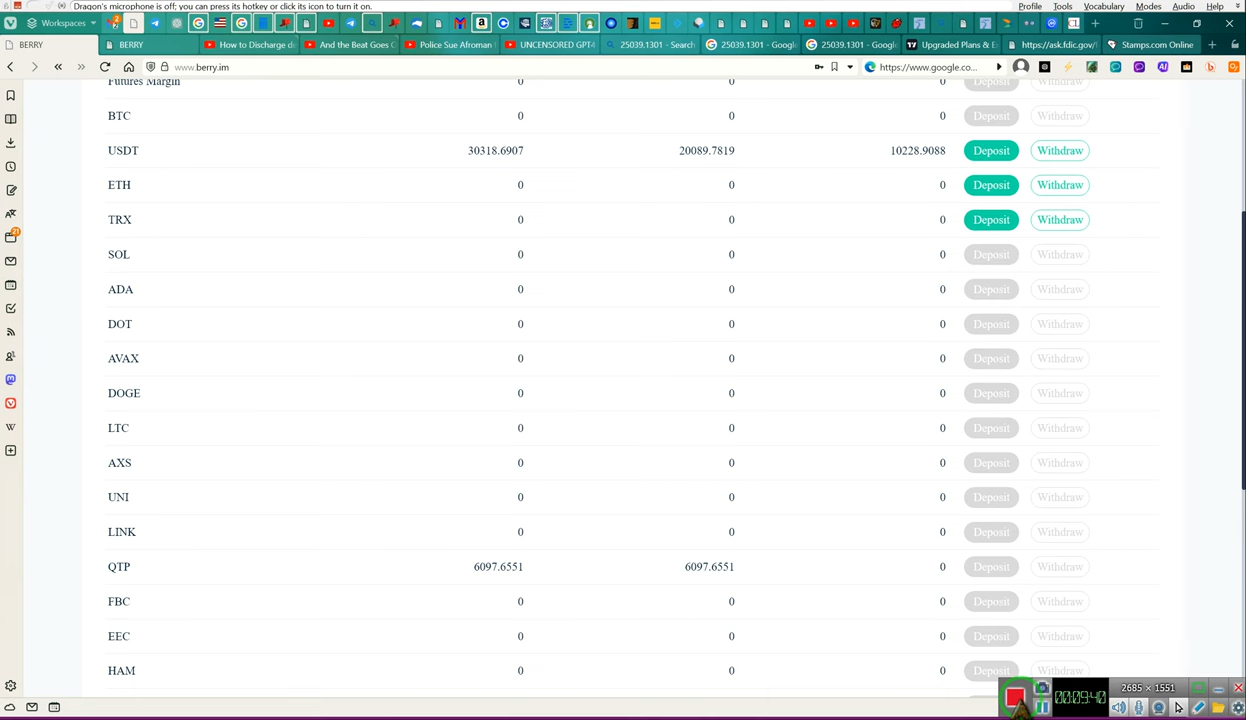 Dragon's microphone is off; you can press its hotkey or click its icon to turn it on.
Profile Tools Vocabulary Modes Audio Help
Workspaces
BERRY BERRY How to Discharge de And the Beat Goes C Police Sue Afroman UNCENSORED GPT-4 25039.1301 - Search 25039.1301 - Google 25039.1301 - Google Upgraded Plans & E https://ask.fdic.gov/ Stamps.com Online
www.berry.im https://www.google.co...
Futures Margin 0 0 0 Deposit Withdraw
BTC 0 0 0 Deposit Withdraw
USDT 30318.6907 20089.7819 10228.9088 Deposit Withdraw
ETH 0 0 0 Deposit Withdraw
TRX 0 0 0 Deposit Withdraw
SOL 0 0 0 Deposit Withdraw
ADA 0 0 0 Deposit Withdraw
DOT 0 0 0 Deposit Withdraw
AVAX 0 0 0 Deposit Withdraw
DOGE 0 0 0 Deposit Withdraw
LTC 0 0 0 Deposit Withdraw
AXS 0 0 0 Deposit Withdraw
UNI 0 0 0 Deposit Withdraw
LINK 0 0 0 Deposit Withdraw
QTP 6097.6551 6097.6551 0 Deposit Withdraw
FBC 0 0 0 Deposit Withdraw
EEC 0 0 0 Deposit Withdraw
HAM 0 0 0 Deposit Withdraw
00:09:40 2685 × 1551